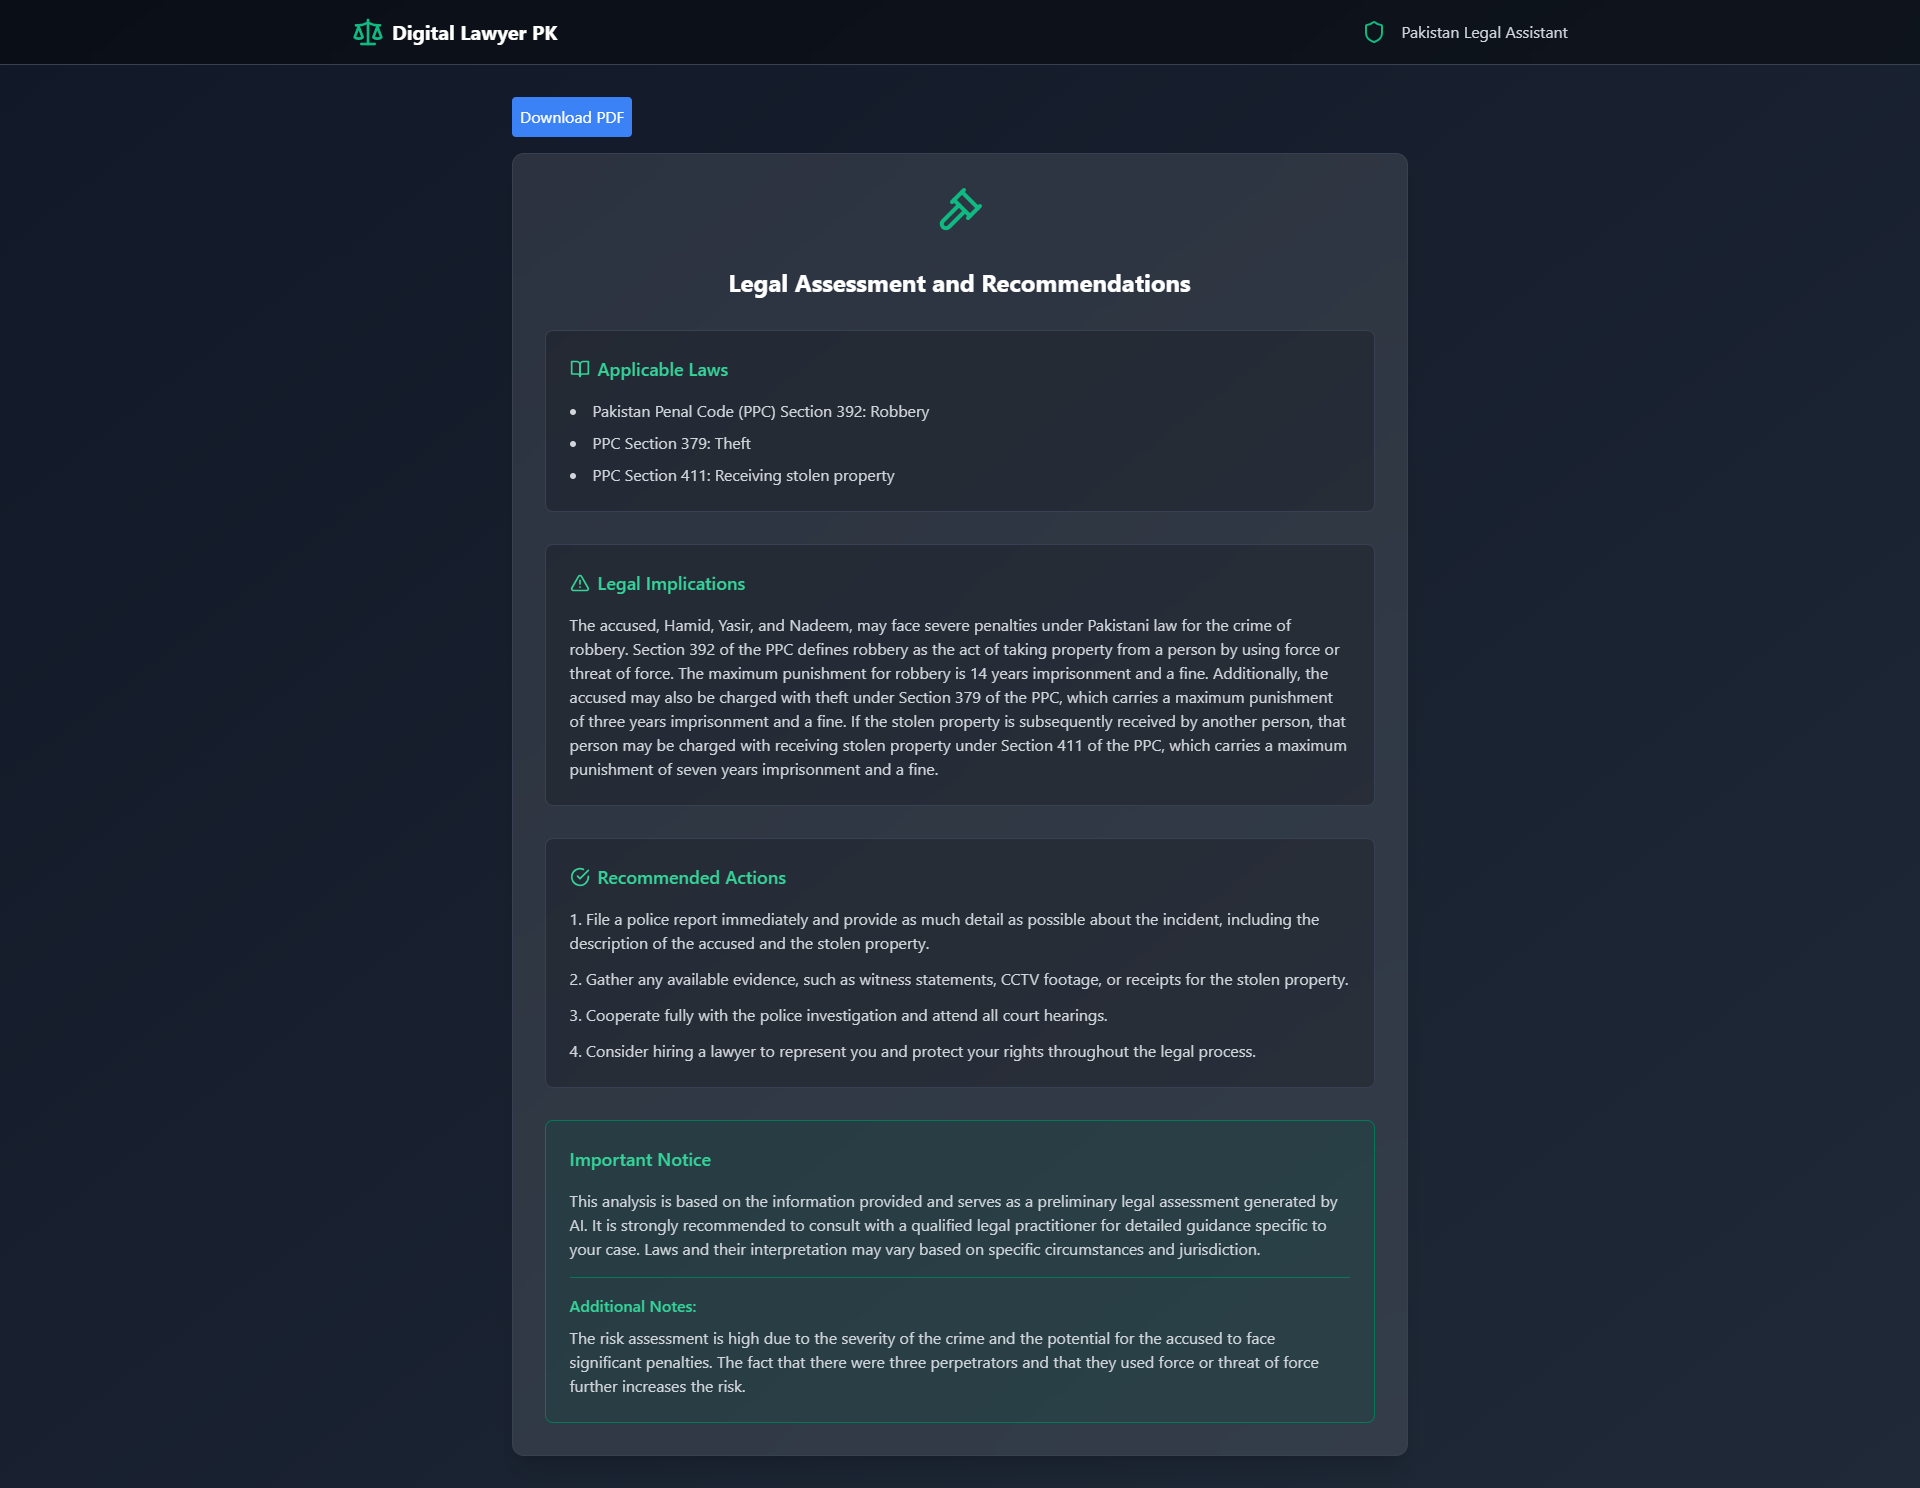 Digital Lawyer PK
Pakistan Legal Assistant
Download PDF
Legal Assessment and Recommendations
Applicable Laws
• Pakistan Penal Code (PPC) Section 392: Robbery
• PPC Section 379: Theft
• PPC Section 411: Receiving stolen property
Legal Implications
The accused, Hamid, Yasir, and Nadeem, may face severe penalties under Pakistani law for the crime of
robbery. Section 392 of the PPC defines robbery as the act of taking property from a person by using force or
threat of force. The maximum punishment for robbery is 14 years imprisonment and a fine. Additionally, the
accused may also be charged with theft under Section 379 of the PPC, which carries a maximum punishment
of three years imprisonment and a fine. If the stolen property is subsequently received by another person, that
person may be charged with receiving stolen property under Section 411 of the PPC, which carries a maximum
punishment of seven years imprisonment and a fine.
Recommended Actions
1. File a police report immediately and provide as much detail as possible about the incident, including the
description of the accused and the stolen property.
2. Gather any available evidence, such as witness statements, CCTV footage, or receipts for the stolen property.
3. Cooperate fully with the police investigation and attend all court hearings.
4. Consider hiring a lawyer to represent you and protect your rights throughout the legal process.
Important Notice
This analysis is based on the information provided and serves as a preliminary legal assessment generated by
AI. It is strongly recommended to consult with a qualified legal practitioner for detailed guidance specific to
your case. Laws and their interpretation may vary based on specific circumstances and jurisdiction.
Additional Notes:
The risk assessment is high due to the severity of the crime and the potential for the accused to face
significant penalties. The fact that there were three perpetrators and that they used force or threat of force
further increases the risk.